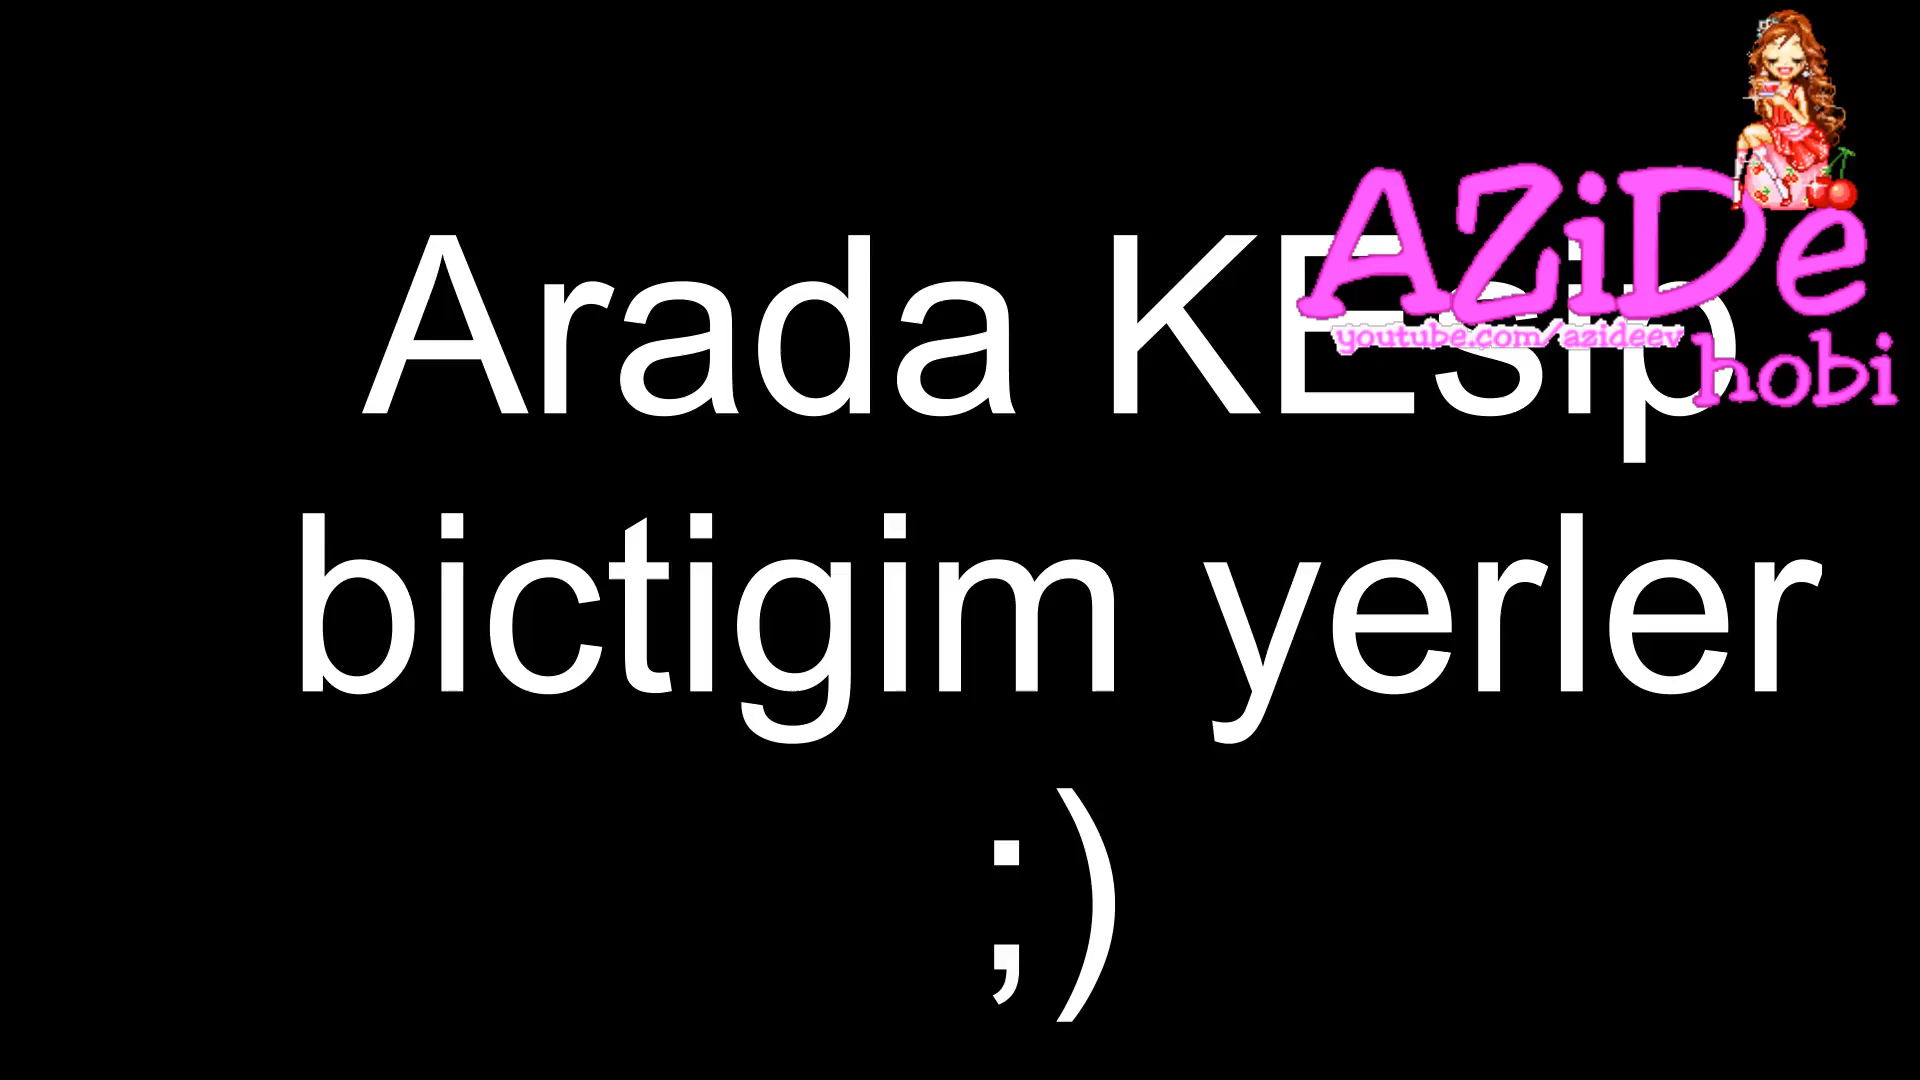 AZiDe
Arada KEsip
youtube.com/azideev
hobi
bictigim yerler
;)